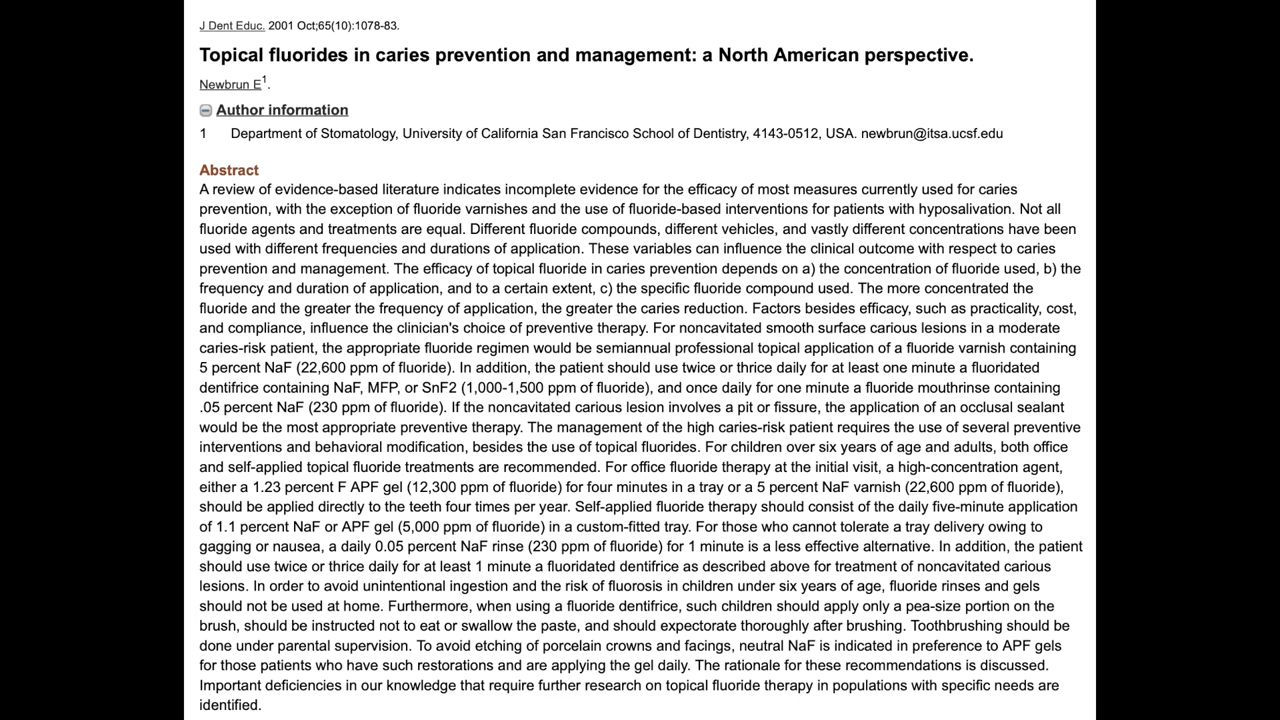 J Dent Educ. 2001 Oct;65(10):1078-83.
Topical fluorides in caries prevention and management: a North American perspective.
Newbrun E1.
Author information
1 Department of Stomatology, University of California San Francisco School of Dentistry, 4143-0512, USA. newbrun@itsa.ucsf.edu
Abstract
A review of evidence-based literature indicates incomplete evidence for the efficacy of most measures currently used for caries
prevention, with the exception of fluoride varnishes and the use of fluoride-based interventions for patients with hyposalivation. Not all
fluoride agents and treatments are equal. Different fluoride compounds, different vehicles, and vastly different concentrations have been
used with different frequencies and durations of application. These variables can influence the clinical outcome with respect to caries
prevention and management. The efficacy of topical fluoride in caries prevention depends on a) the concentration of fluoride used, b) the
frequency and duration of application, and to a certain extent, c) the specific fluoride compound used. The more concentrated the
fluoride and the greater the frequency of application, the greater the caries reduction. Factors besides efficacy, such as practicality, cost,
and compliance, influence the clinician's choice of preventive therapy. For noncavitated smooth surface carious lesions in a moderate
caries-risk patient, the appropriate fluoride regimen would be semiannual professional topical application of a fluoride varnish containing
5 percent NaF (22,600 ppm of fluoride). In addition, the patient should use twice or thrice daily for at least one minute a fluoridated
dentifrice containing NaF, MFP, or SnF2 (1,000-1,500 ppm of fluoride), and once daily for one minute a fluoride mouthrinse containing
.05 percent NaF (230 ppm of fluoride). If the noncavitated carious lesion involves a pit or fissure, the application of an occlusal sealant
would be the most appropriate preventive therapy. The management of the high caries-risk patient requires the use of several preventive
interventions and behavioral modification, besides the use of topical fluorides. For children over six years of age and adults, both office
and self-applied topical fluoride treatments are recommended. For office fluoride therapy at the initial visit, a high-concentration agent,
either a 1.23 percent F APF gel (12,300 ppm of fluoride) for four minutes in a tray or a 5 percent NaF varnish (22,600 ppm of fluoride),
should be applied directly to the teeth four times per year. Self-applied fluoride therapy should consist of the daily five-minute application
of 1.1 percent NaF or APF gel (5,000 ppm of fluoride) in a custom-fitted tray. For those who cannot tolerate a tray delivery owing to
gagging or nausea, a daily 0.05 percent NaF rinse (230 ppm of fluoride) for 1 minute is a less effective alternative. In addition, the patient
should use twice or thrice daily for at least 1 minute a fluoridated dentifrice as described above for treatment of noncavitated carious
lesions. In order to avoid unintentional ingestion and the risk of fluorosis in children under six years of age, fluoride rinses and gels
should not be used at home. Furthermore, when using a fluoride dentifrice, such children should apply only a pea-size portion on the
brush, should be instructed not to eat or swallow the paste, and should expectorate thoroughly after brushing. Toothbrushing should be
done under parental supervision. To avoid etching of porcelain crowns and facings, neutral NaF is indicated in preference to APF gels
for those patients who have such restorations and are applying the gel daily. The rationale for these recommendations is discussed.
Important deficiencies in our knowledge that require further research on topical fluoride therapy in populations with specific needs are
identified.